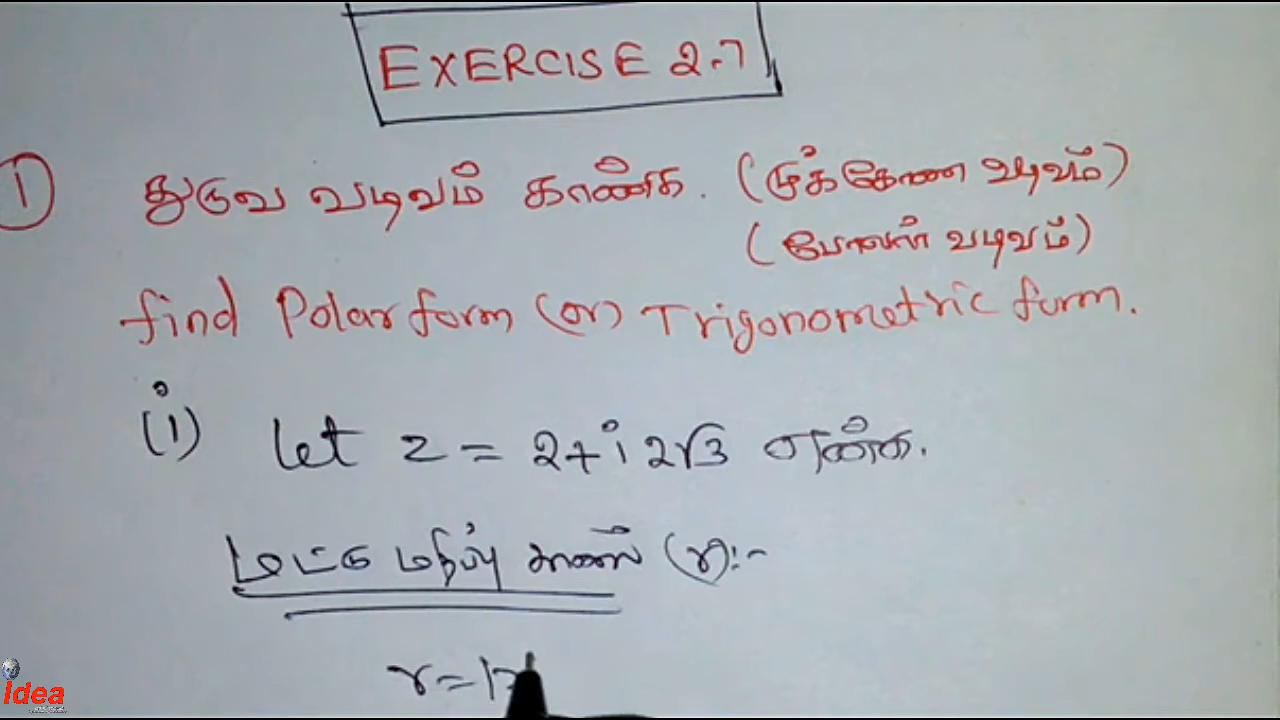 EXERCISE 2.7
① துருவ வடிவம் காண்க. (முக்கோண வடிவம்)
(போலார் வடிவம்)
find Polar form (or) Trigonometric form.
(i) Let z = 2+i2√3 என்க.
மட்டு மதிப்பு காணல் (r):-
r=|z
Idea